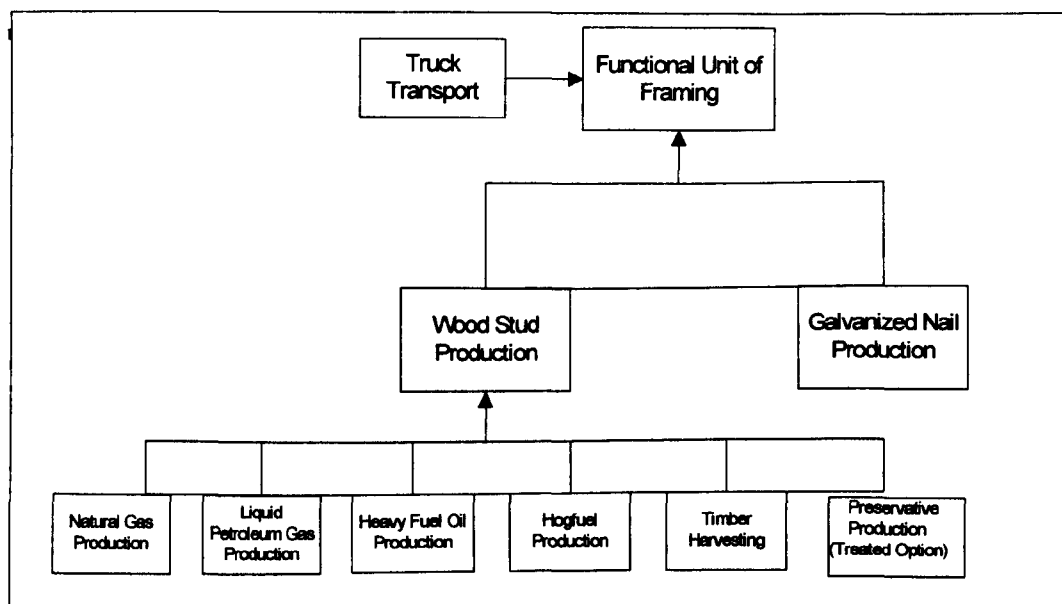 Truck
Transport
Functional Unit of
Framing
Wood Stud
Production
Galvanized Nail
Production
Natural Gas
Production
Liquid
Petroleum Gas
Production
Heavy Fuel Oil
Production
Hogfuel
Production
Timber
Harvesting
Preservative
Production
(Treated Option)